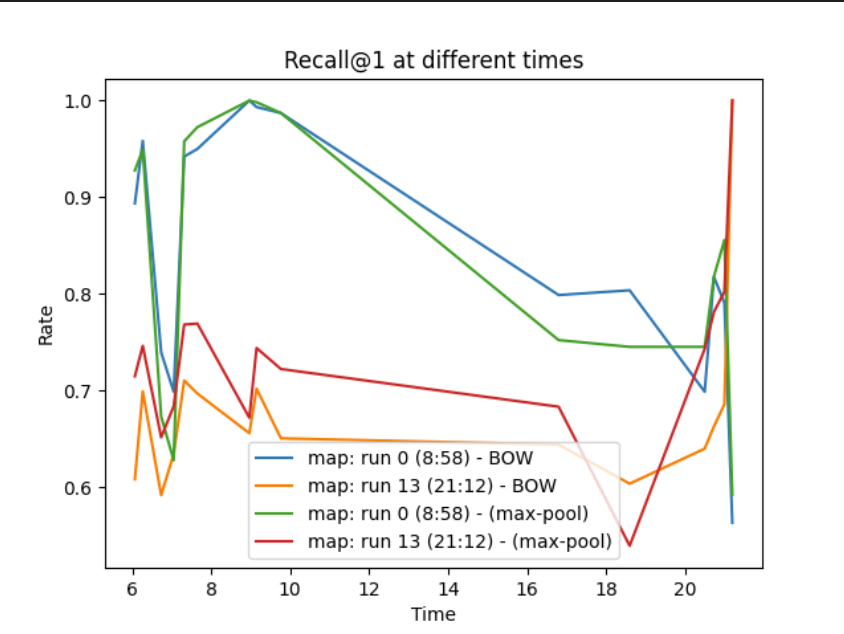 Recall@1 at different times
1.0
0.9
0.8
0.7
0.6
Rate
map: run 0 (8:58) - BOW
map: run 13 (21:12) - BOW
map: run 0 (8:58) - (max-pool)
map: run 13 (21:12) - (max-pool)
6 8 10 12 14 16 18 20
Time